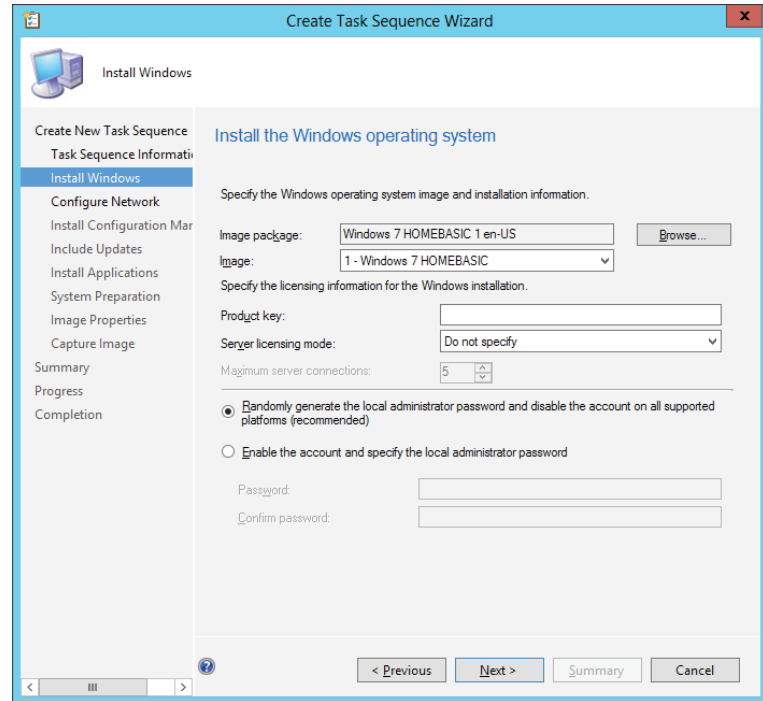 Create Task Sequence Wizard
x
Install Windows
Create New Task Sequence
Task Sequence Informati
Install Windows
Configure Network
Install Configuration Mar
Include Updates
Install Applications
System Preparation
Image Properties
Capture Image
Summary
Progress
Completion
Install the Windows operating system
Specify the Windows operating system image and installation information.
Image package:
Windows 7 HOMEBASIC 1 en-US
Browse...
Image:
1 - Windows 7 HOMEBASIC
Specify the licensing information for the Windows installation.
Product key:
Server licensing mode:
Do not specify
Maximum server connections:
5
Randomly generate the local administrator password and disable the account on all supported
platforms (recommended)
Enable the account and specify the local administrator password
Password:
Confirm password:
< Previous
Next >
Summary
Cancel